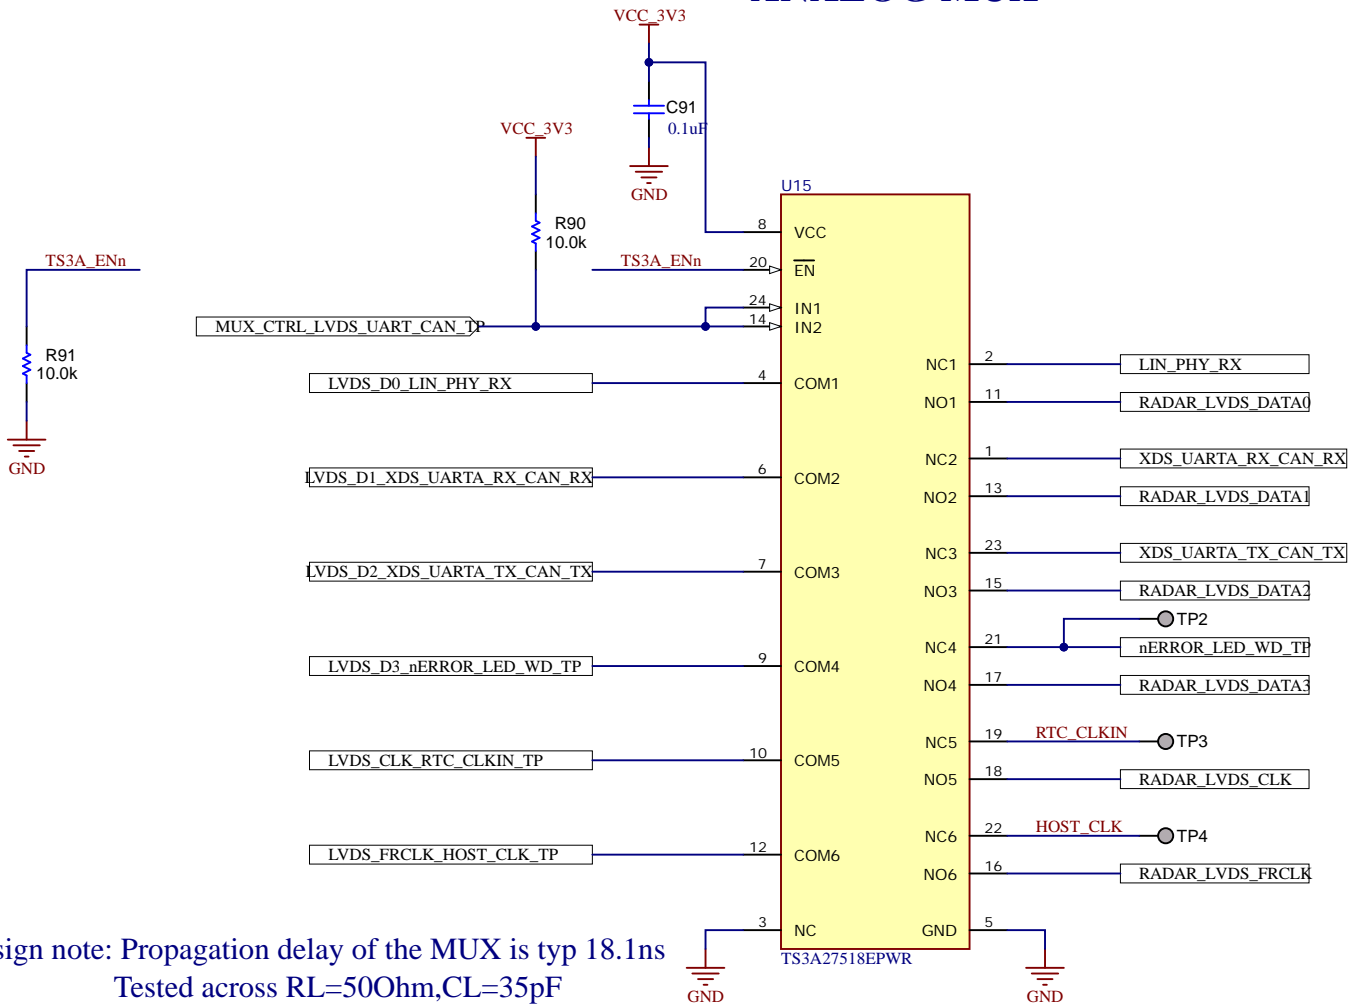 VCC_3V3
C91
0.1uF
GND
VCC_3V3
R90
10.0k
TS3A_ENn
R91
10.0k
GND
TS3A_ENn
MUX_CTRL_LVDS_UART_CAN_TP
LVDS_D0_LIN_PHY_RX
LVDS_D1_XDS_UARTA_RX_CAN_RX
LVDS_D2_XDS_UARTA_TX_CAN_TX
LVDS_D3_nERROR_LED_WD_TP
LVDS_CLK_RTC_CLKIN_TP
LVDS_FRCLK_HOST_CLK_TP
U15
8 VCC
20 EN
24 IN1
14 IN2
4 COM1
6 COM2
7 COM3
9 COM4
10 COM5
12 COM6
3 NC
NC1 2 LIN_PHY_RX
NO1 11 RADAR_LVDS_DATA0
NC2 1 XDS_UARTA_RX_CAN_RX
NO2 13 RADAR_LVDS_DATA1
NC3 23 XDS_UARTA_TX_CAN_TX
NO3 15 RADAR_LVDS_DATA2
TP2
NC4 21 nERROR_LED_WD_TP
NO4 17 RADAR_LVDS_DATA3
NC5 19 RTC_CLKIN TP3
NO5 18 RADAR_LVDS_CLK
NC6 22 HOST_CLK TP4
NO6 16 RADAR_LVDS_FRCLK
GND 5
TS3A27518EPWR
GND
GND
sign note: Propagation delay of the MUX is typ 18.1ns
Tested across RL=50Ohm,CL=35pF